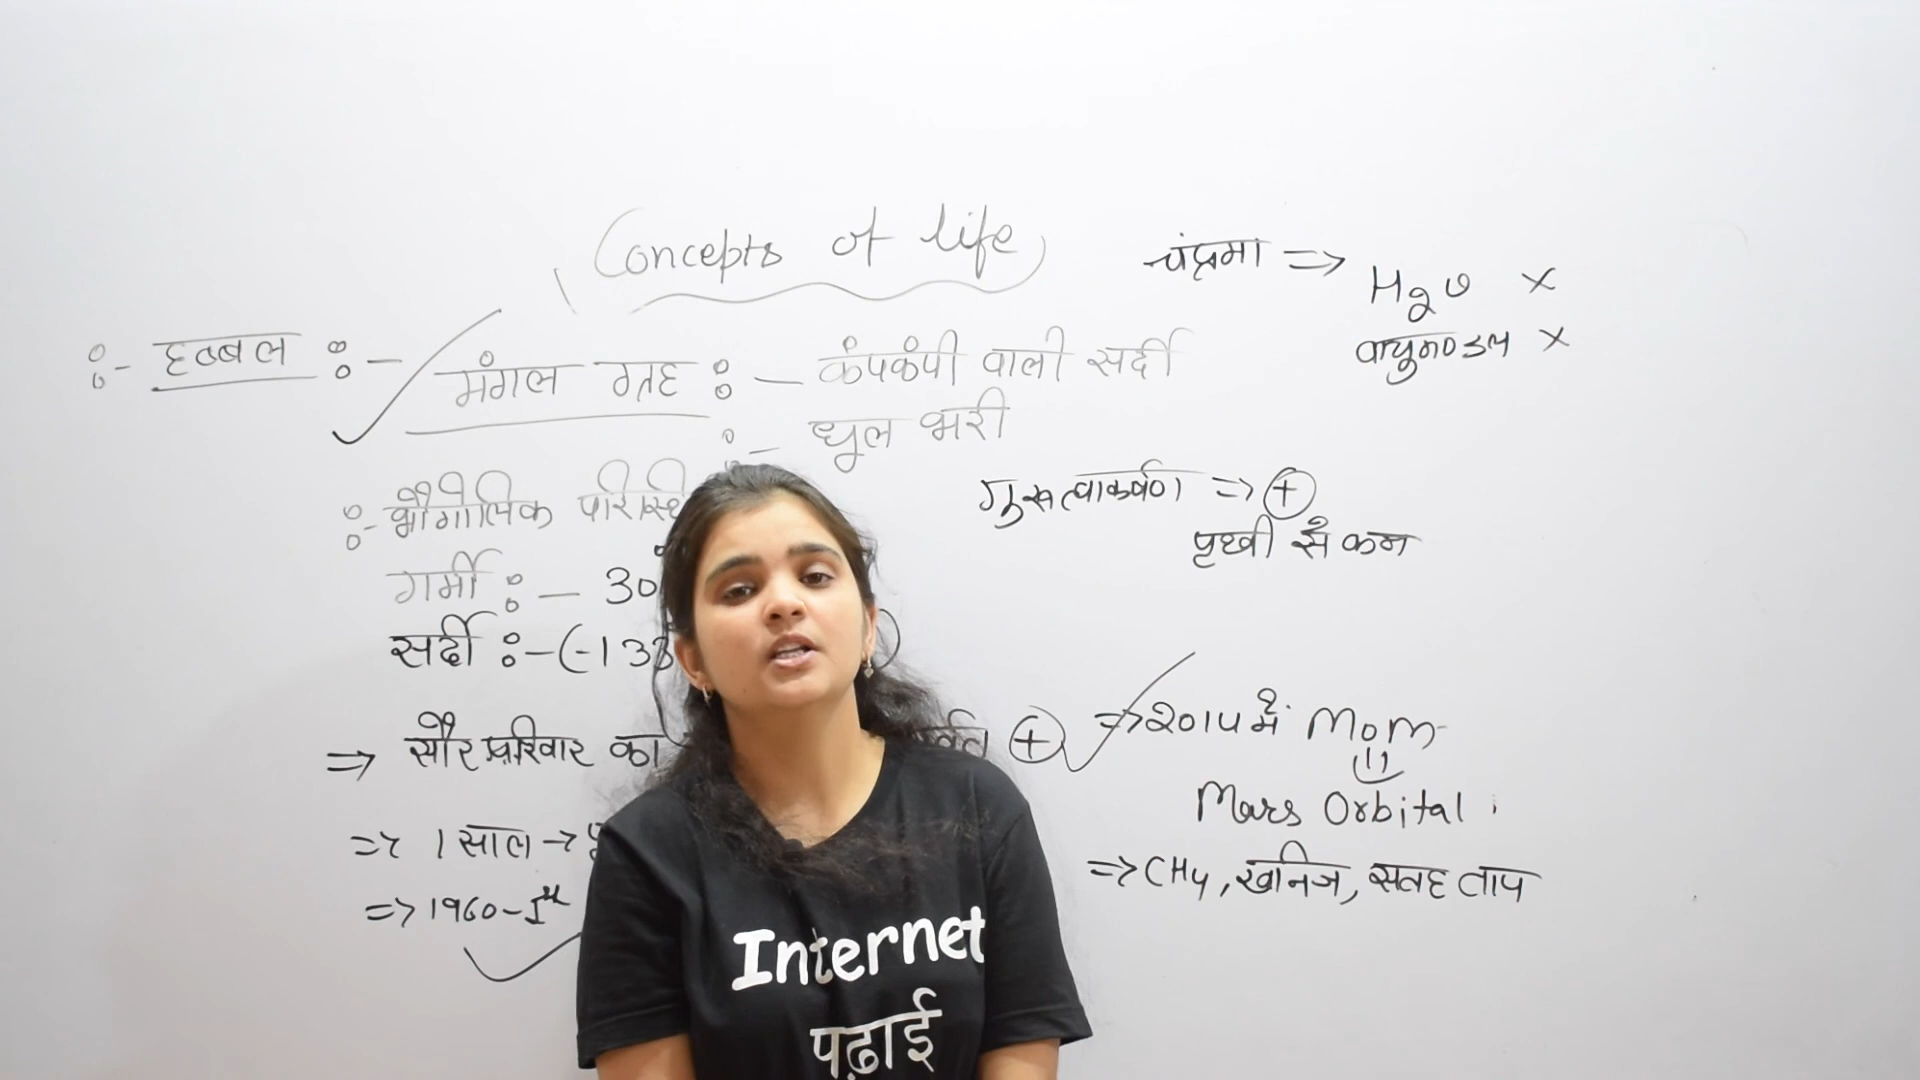 Concepts of life
:- हब्बल :-
मंगल ग्रह :- कंपकंपी वाली सर्दी
:- धूल भरी
:- भौगोलिक
गर्मी :- 30
सर्दी :- (-133
⇒ सौर परिवार का
⇒ 1 साल →
⇒ 1960 - Ist
चंद्रमा ⇒ H2O ×
वायुमण्डल ×
गुरुत्वाकर्षण ⇒ +
पृथ्वी से कम
+ ⇒ 2014 में MOM
Mars Orbital
⇒ CH4, खनिज, सतह ताप
Internet
पढ़ाई